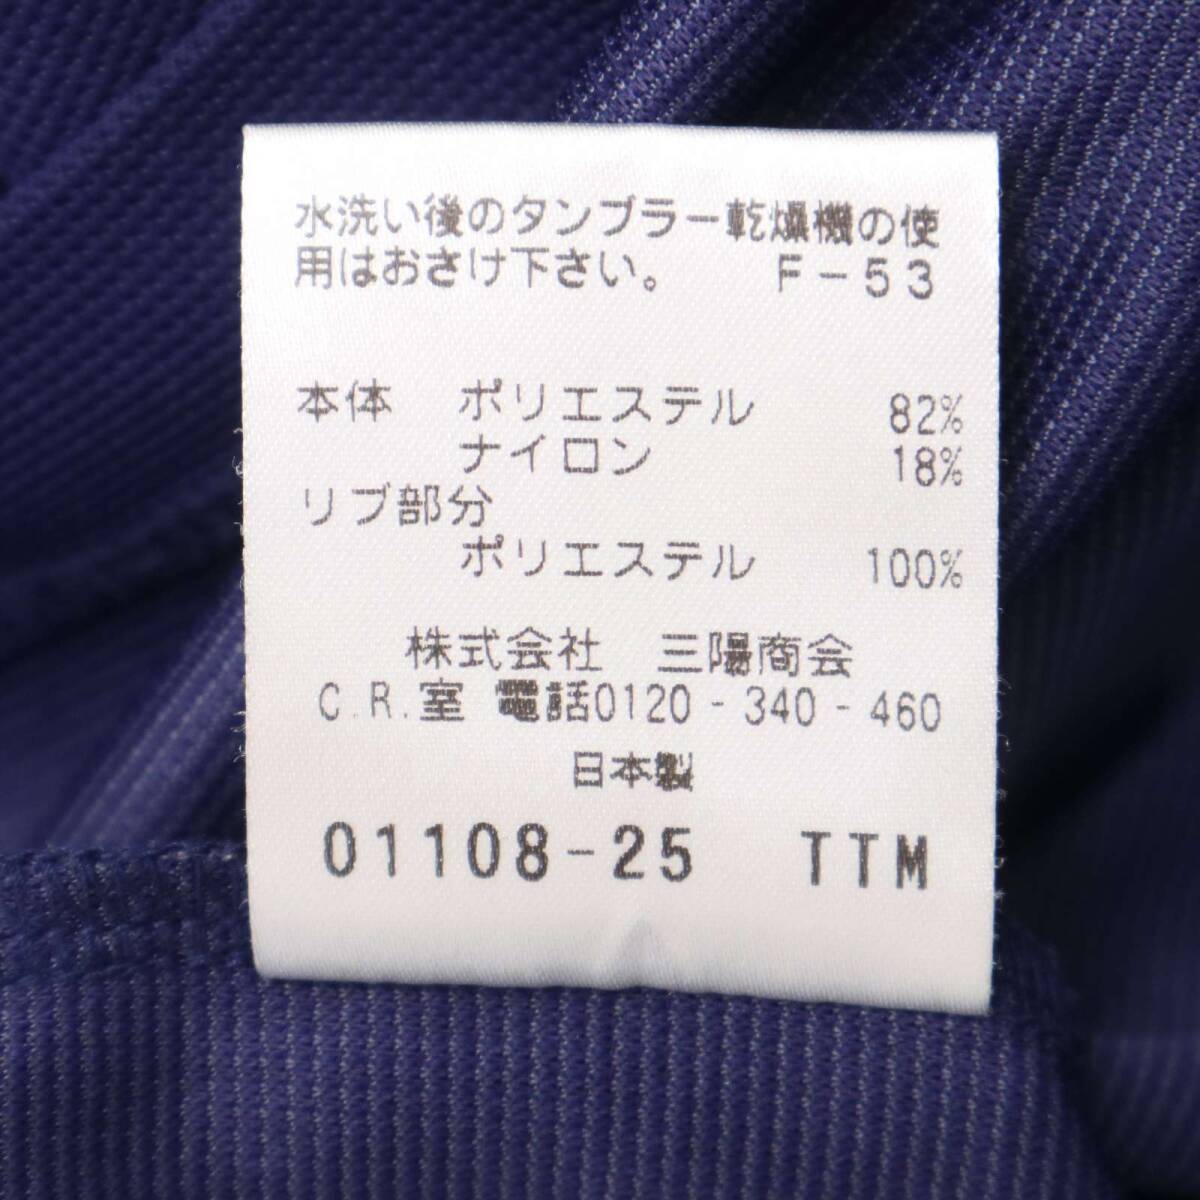 水洗い後のタンブラー乾燥機の使
用はおさけ下さい。 F-53
本体 ポリエステル 82%
ナイロン 18%
リブ部分
ポリエステル 100%
株式会社 三陽商会
C.R.室 電話0120-340-460
日本製
01108-25 TTM